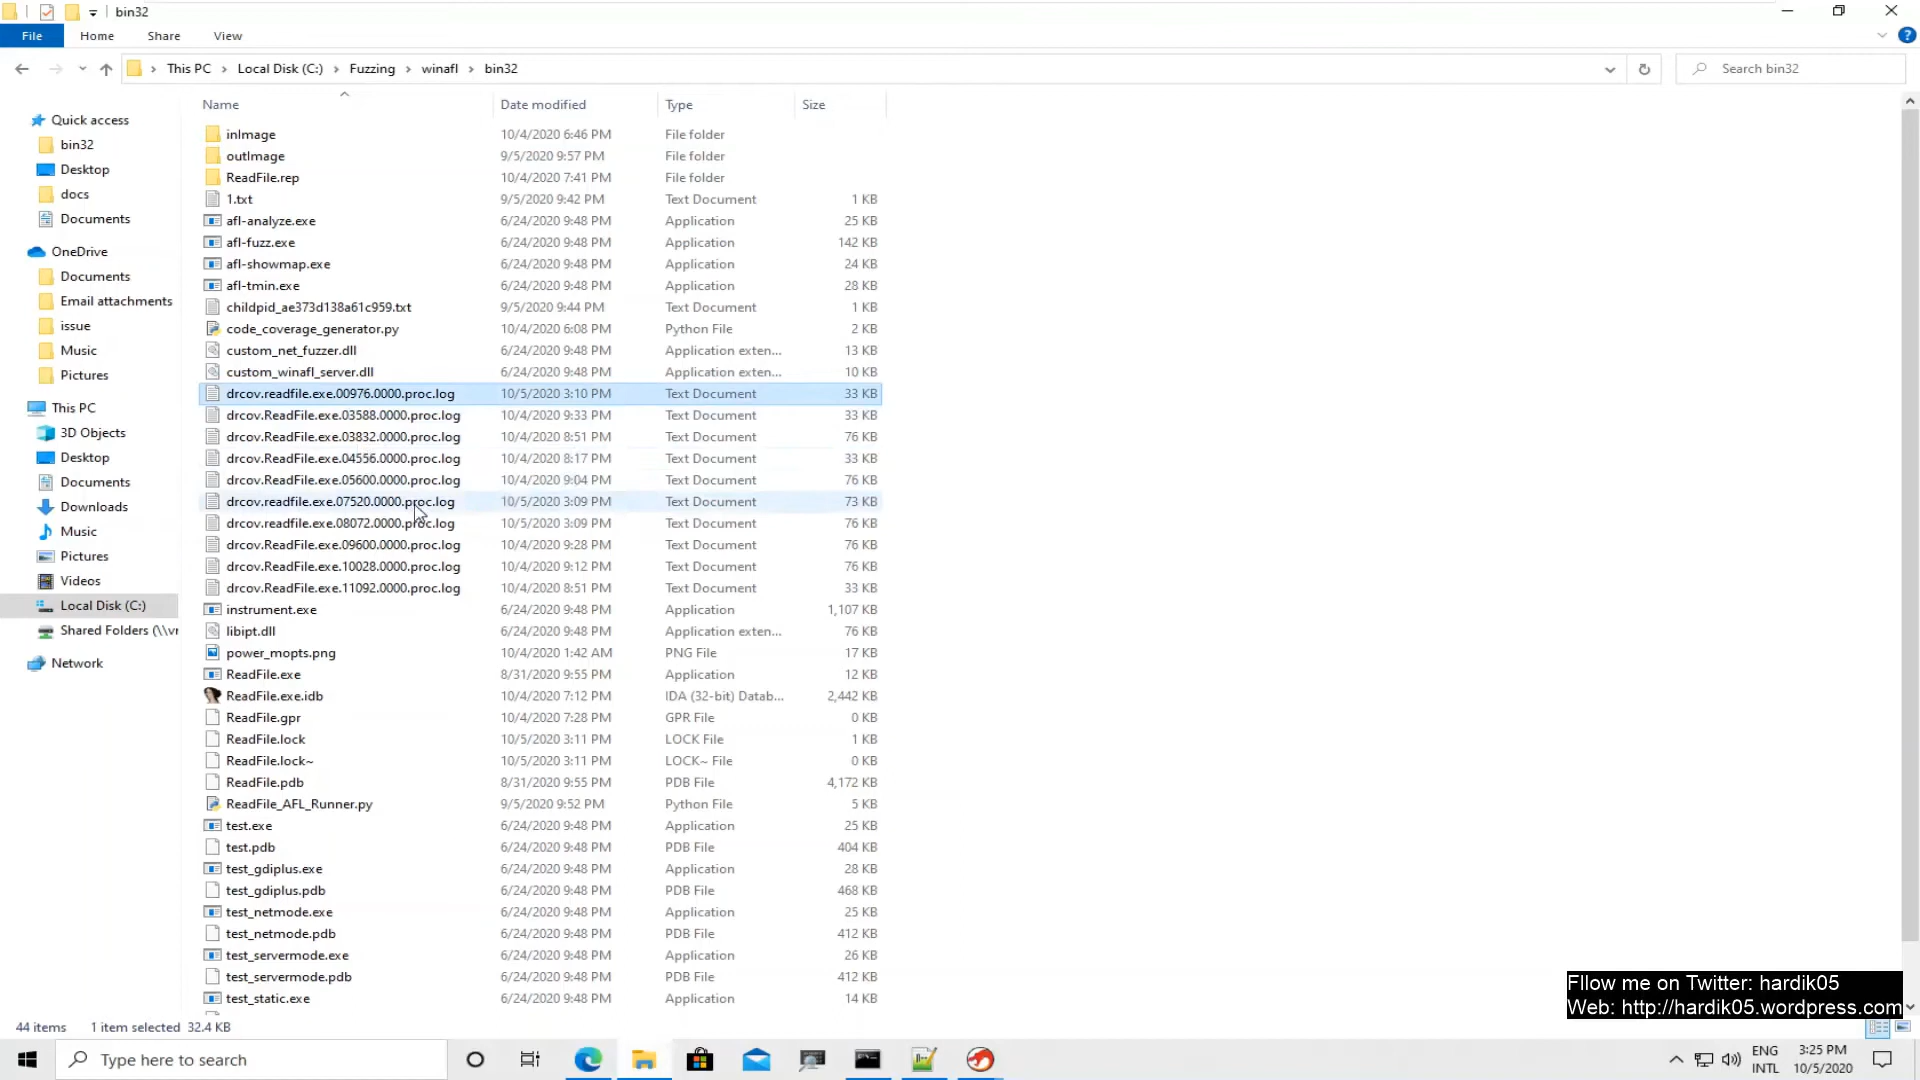 bin32
File Home Share View
This PC Local Disk (C:) Fuzzing winafl bin32
Search bin32
Name Date modified Type Size
Quick access
bin32
Desktop
docs
Documents
OneDrive
Documents
Email attachments
issue
Music
Pictures
This PC
3D Objects
Desktop
Documents
Downloads
Music
Pictures
Videos
Local Disk (C:)
Shared Folders (\\vr
Network
inImage 10/4/2020 6:46 PM File folder
outImage 9/5/2020 9:57 PM File folder
ReadFile.rep 10/4/2020 7:41 PM File folder
1.txt 9/5/2020 9:42 PM Text Document 1 KB
afl-analyze.exe 6/24/2020 9:48 PM Application 25 KB
afl-fuzz.exe 6/24/2020 9:48 PM Application 142 KB
afl-showmap.exe 6/24/2020 9:48 PM Application 24 KB
afl-tmin.exe 6/24/2020 9:48 PM Application 28 KB
childpid_ae373d138a61c959.txt 9/5/2020 9:44 PM Text Document 1 KB
code_coverage_generator.py 10/4/2020 6:08 PM Python File 2 KB
custom_net_fuzzer.dll 6/24/2020 9:48 PM Application exten... 13 KB
custom_winafl_server.dll 6/24/2020 9:48 PM Application exten... 10 KB
drcov.readfile.exe.00976.0000.proc.log 10/5/2020 3:10 PM Text Document 33 KB
drcov.ReadFile.exe.03588.0000.proc.log 10/4/2020 9:33 PM Text Document 33 KB
drcov.ReadFile.exe.03832.0000.proc.log 10/4/2020 8:51 PM Text Document 76 KB
drcov.ReadFile.exe.04556.0000.proc.log 10/4/2020 8:17 PM Text Document 33 KB
drcov.ReadFile.exe.05600.0000.proc.log 10/4/2020 9:04 PM Text Document 76 KB
drcov.readfile.exe.07520.0000.proc.log 10/5/2020 3:09 PM Text Document 73 KB
drcov.readfile.exe.08072.0000.proc.log 10/5/2020 3:09 PM Text Document 76 KB
drcov.ReadFile.exe.09600.0000.proc.log 10/4/2020 9:28 PM Text Document 76 KB
drcov.ReadFile.exe.10028.0000.proc.log 10/4/2020 9:12 PM Text Document 76 KB
drcov.ReadFile.exe.11092.0000.proc.log 10/4/2020 8:51 PM Text Document 33 KB
instrument.exe 6/24/2020 9:48 PM Application 1,107 KB
libipt.dll 6/24/2020 9:48 PM Application exten... 76 KB
power_mopts.png 10/4/2020 1:42 AM PNG File 17 KB
ReadFile.exe 8/31/2020 9:55 PM Application 12 KB
ReadFile.exe.idb 10/4/2020 7:12 PM IDA (32-bit) Datab... 2,442 KB
ReadFile.gpr 10/4/2020 7:28 PM GPR File 0 KB
ReadFile.lock 10/5/2020 3:11 PM LOCK File 1 KB
ReadFile.lock~ 10/5/2020 3:11 PM LOCK~ File 0 KB
ReadFile.pdb 8/31/2020 9:55 PM PDB File 4,172 KB
ReadFile_AFL_Runner.py 9/5/2020 9:52 PM Python File 5 KB
test.exe 6/24/2020 9:48 PM Application 25 KB
test.pdb 6/24/2020 9:48 PM PDB File 404 KB
test_gdiplus.exe 6/24/2020 9:48 PM Application 28 KB
test_gdiplus.pdb 6/24/2020 9:48 PM PDB File 468 KB
test_netmode.exe 6/24/2020 9:48 PM Application 25 KB
test_netmode.pdb 6/24/2020 9:48 PM PDB File 412 KB
test_servermode.exe 6/24/2020 9:48 PM Application 26 KB
test_servermode.pdb 6/24/2020 9:48 PM PDB File 412 KB
test_static.exe 6/24/2020 9:48 PM Application 14 KB
Fllow me on Twitter: hardik05
Web: http://hardik05.wordpress.com
44 items 1 item selected 32.4 KB
Type here to search
ENG
INTL
3:25 PM
10/5/2020